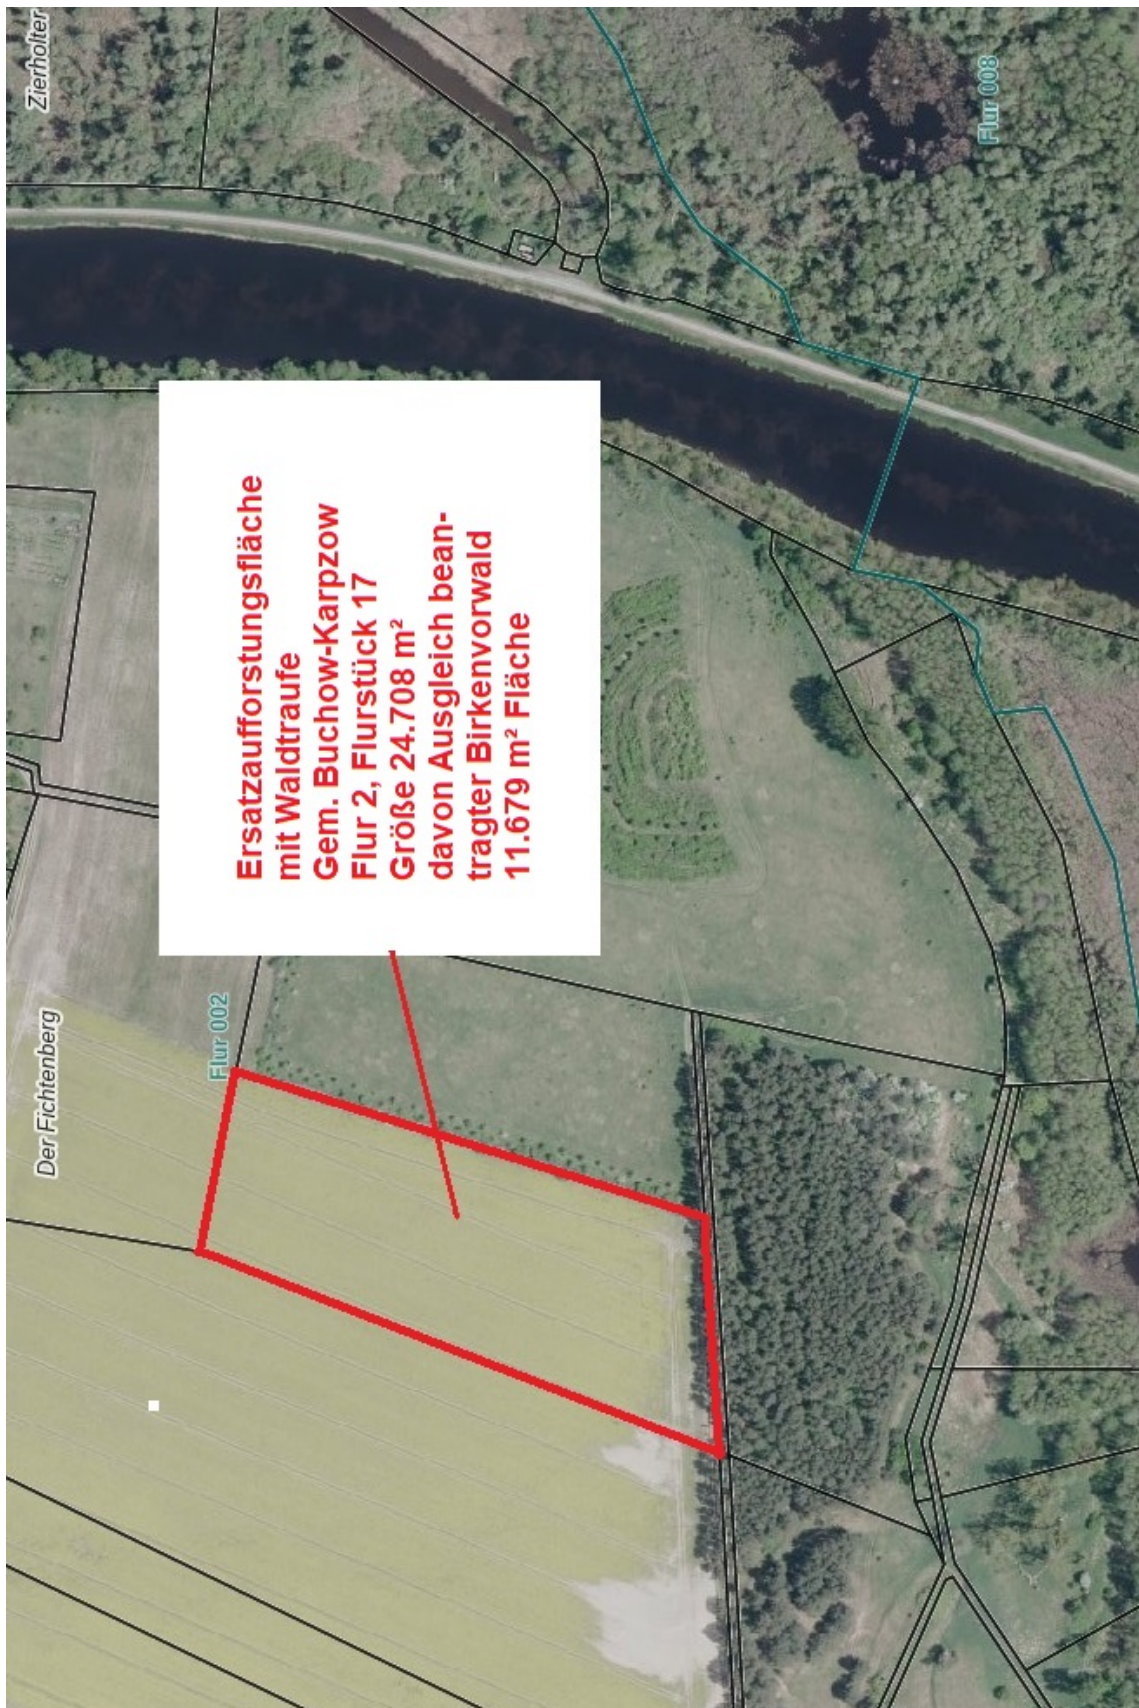 Ersatzaufforstungsfläche
mit Waldtraufe
Gem. Buchow-Karpzow
Flur 2, Flurstück 17
Größe 24.708 m²
davon Ausgleich bean-
tragter Birkenvorwald
11.679 m² Fläche
Der Fichtenberg
Flur 002
Zierholter
Flur 008